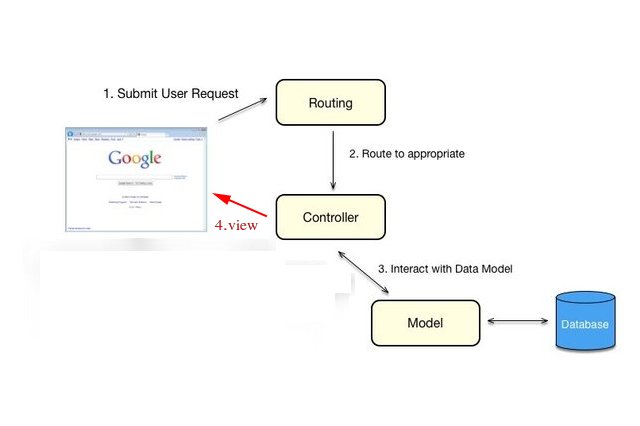 1. Submit User Request
Routing
2. Route to appropriate
Google
Controller
4.view
3. Interact with Data Model
Model
Database